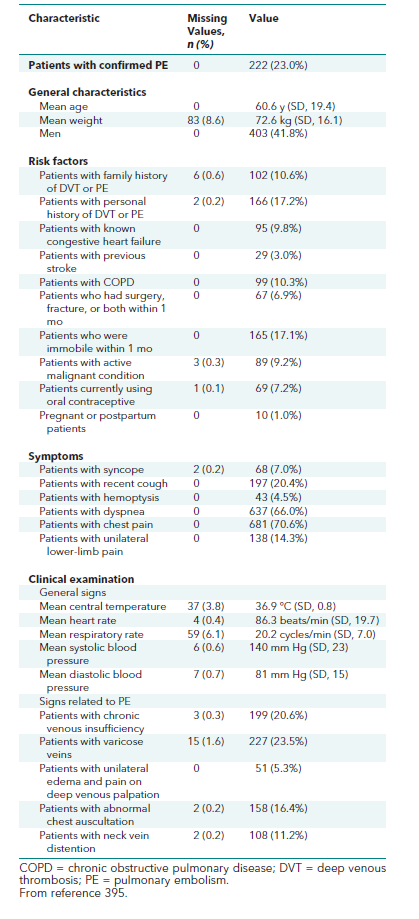 Characteristic Missing Values, n (%) Value
Patients with confirmed PE 0 222 (23.0%)
General characteristics
Mean age 0 60.6 y (SD, 19.4)
Mean weight 83 (8.6) 72.6 kg (SD, 16.1)
Men 0 403 (41.8%)
Risk factors
Patients with family history 6 (0.6) 102 (10.6%)
of DVT or PE
Patients with personal 2 (0.2) 166 (17.2%)
history of DVT or PE
Patients with known 0 95 (9.8%)
congestive heart failure
Patients with previous 0 29 (3.0%)
stroke
Patients with COPD 0 99 (10.3%)
Patients who had surgery, 0 67 (6.9%)
fracture, or both within 1
mo
Patients who were 0 165 (17.1%)
immobile within 1 mo
Patients with active 3 (0.3) 89 (9.2%)
malignant condition
Patients currently using 1 (0.1) 69 (7.2%)
oral contraceptive
Pregnant or postpartum 0 10 (1.0%)
patients
Symptoms
Patients with syncope 2 (0.2) 68 (7.0%)
Patients with recent cough 0 197 (20.4%)
Patients with hemoptysis 0 43 (4.5%)
Patients with dyspnea 0 637 (66.0%)
Patients with chest pain 0 681 (70.6%)
Patients with unilateral 0 138 (14.3%)
lower-limb pain
Clinical examination
General signs
Mean central temperature 37 (3.8) 36.9 °C (SD, 0.8)
Mean heart rate 4 (0.4) 86.3 beats/min (SD, 19.7)
Mean respiratory rate 59 (6.1) 20.2 cycles/min (SD, 7.0)
Mean systolic blood 6 (0.6) 140 mm Hg (SD, 23)
pressure
Mean diastolic blood 7 (0.7) 81 mm Hg (SD, 15)
pressure
Signs related to PE
Patients with chronic 3 (0.3) 199 (20.6%)
venous insufficiency
Patients with varicose 15 (1.6) 227 (23.5%)
veins
Patients with unilateral 0 51 (5.3%)
edema and pain on
deep venous palpation
Patients with abnormal 2 (0.2) 158 (16.4%)
chest auscultation
Patients with neck vein 2 (0.2) 108 (11.2%)
distention
COPD = chronic obstructive pulmonary disease; DVT = deep venous
thrombosis; PE = pulmonary embolism.
From reference 395.